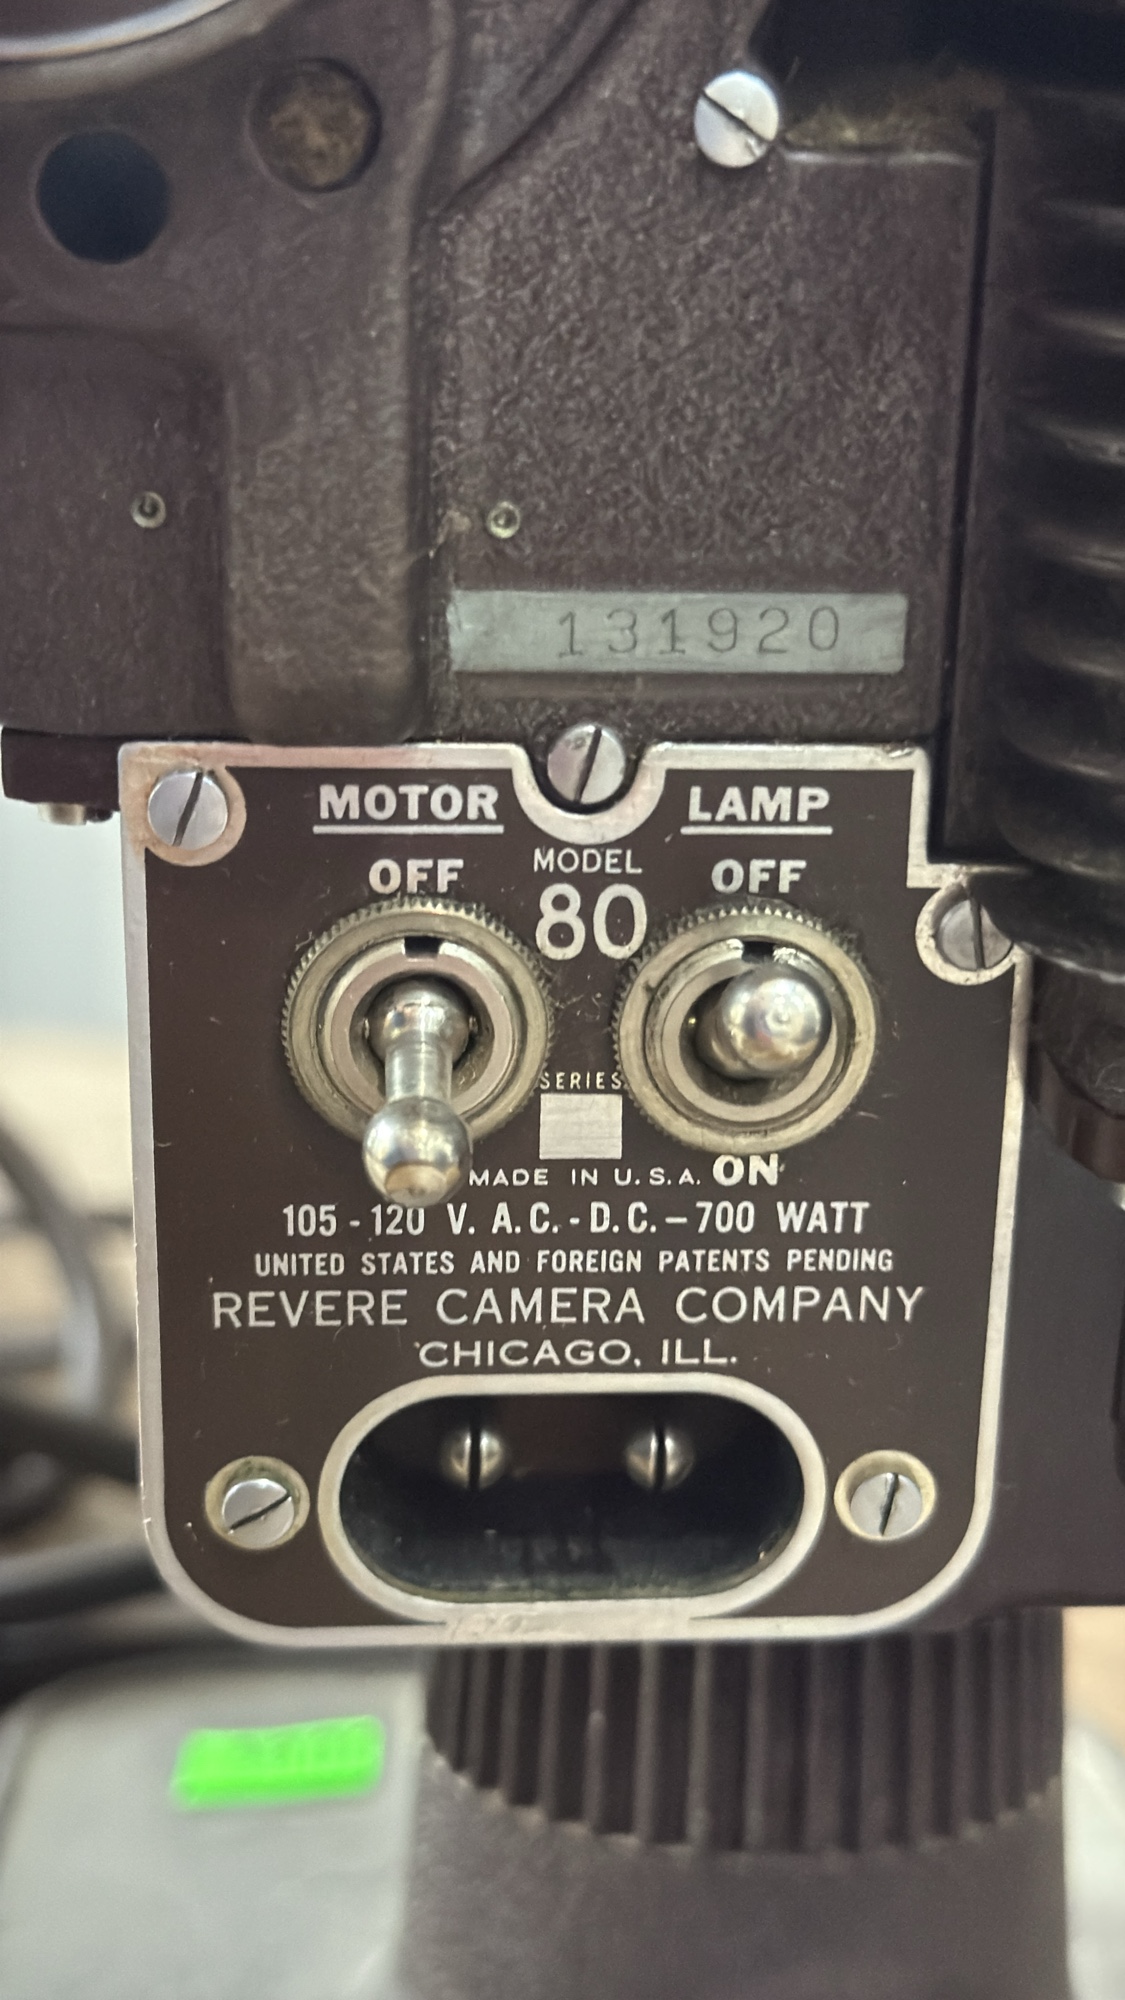 131920
MOTOR LAMP
OFF MODEL OFF
80
SERIES
MADE IN U.S.A. ON
105 - 120 V. A.C. - D.C. – 700 WATT
UNITED STATES AND FOREIGN PATENTS PENDING
REVERE CAMERA COMPANY
CHICAGO, ILL.